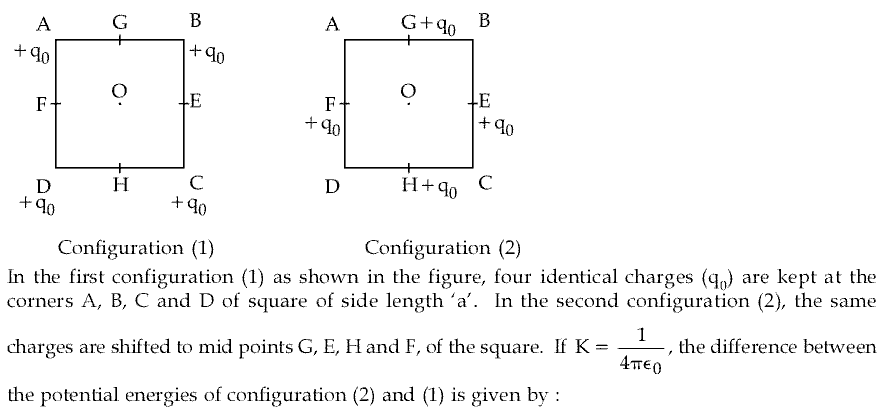 A G B A G+q₀ B
+q₀ +q₀
O O
F E F E
+q₀ +q₀
D H C D H+q₀ C
+q₀ +q₀
Configuration (1) Configuration (2)
In the first configuration (1) as shown in the figure, four identical charges (q₀) are kept at the
corners A, B, C and D of square of side length ‘a’. In the second configuration (2), the same
charges are shifted to mid points G, E, H and F, of the square. If K = 1/4πϵ₀, the difference between
the potential energies of configuration (2) and (1) is given by :